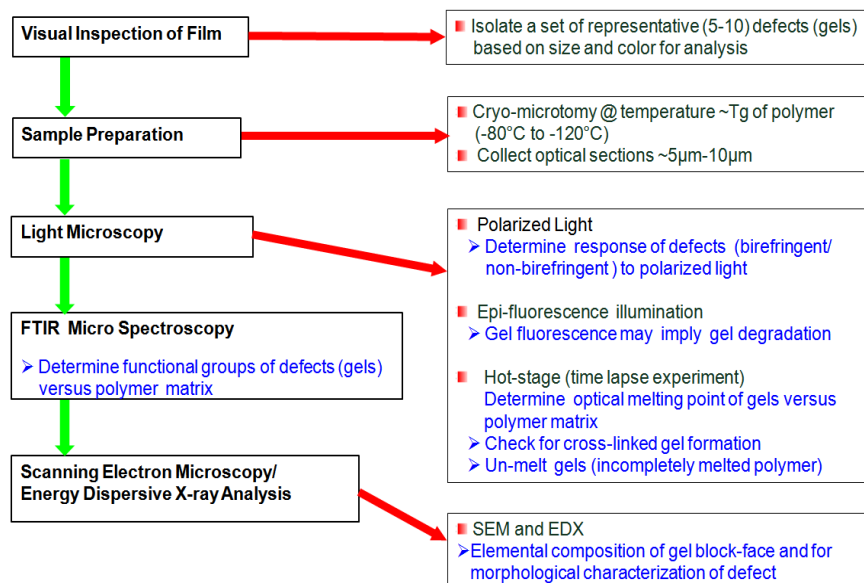 Visual Inspection of Film
Isolate a set of representative (5-10) defects (gels)
based on size and color for analysis
Sample Preparation
Cryo-microtomy @ temperature ~Tg of polymer
(-80°C to -120°C)
Collect optical sections ~5µm-10µm
Light Microscopy
Polarized Light
Determine response of defects (birefringent/
non-birefringent ) to polarized light
Epi-fluorescence illumination
Gel fluorescence may imply gel degradation
Hot-stage (time lapse experiment)
Determine optical melting point of gels versus
polymer matrix
Check for cross-linked gel formation
Un-melt gels (incompletely melted polymer)
FTIR Micro Spectroscopy
Determine functional groups of defects (gels)
versus polymer matrix
Scanning Electron Microscopy/
Energy Dispersive X-ray Analysis
SEM and EDX
Elemental composition of gel block-face and for
morphological characterization of defect